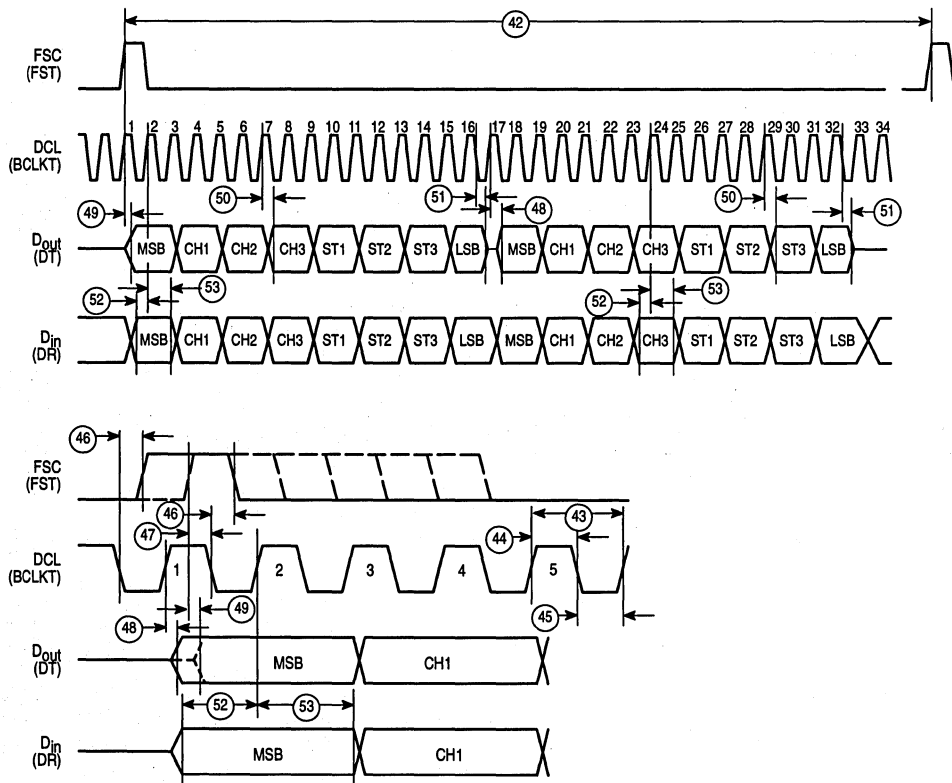 42
FSC
(FST)
1 2 3 4 5 6 7 8 9 10 11 12 13 14 15 16 17 18 19 20 21 22 23 24 25 26 27 28 29 30 31 32 33 34
DCL
(BCLKT)
49 50 51 48 50 51
Dout
(DT)
MSB CH1 CH2 CH3 ST1 ST2 ST3 LSB MSB CH1 CH2 CH3 ST1 ST2 ST3 LSB
52 53 52 53
Din
(DR)
MSB CH1 CH2 CH3 ST1 ST2 ST3 LSB MSB CH1 CH2 CH3 ST1 ST2 ST3 LSB
46
FSC
(FST)
46 43
47 44
DCL
(BCLKT)
1 2 3 4 5
49 45
48
Dout
(DT)
MSB CH1
52 53
Din
(DR)
MSB CH1